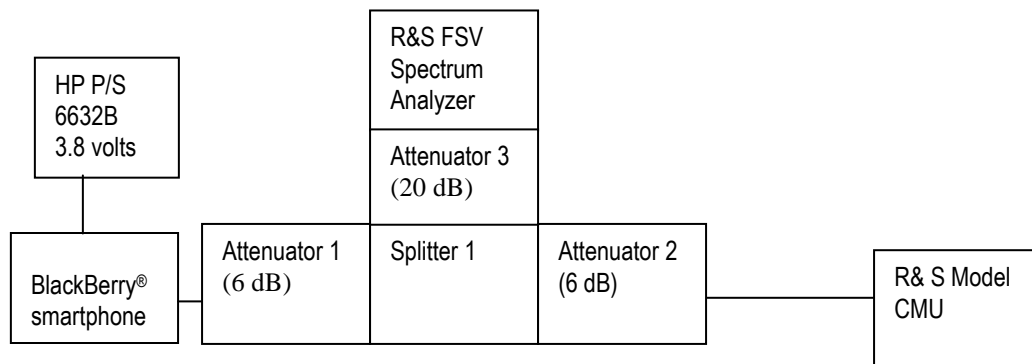 R&S FSV
Spectrum
Analyzer
HP P/S
6632B
3.8 volts
Attenuator 3
(20 dB)
BlackBerry®
smartphone
Attenuator 1
(6 dB)
Splitter 1
Attenuator 2
(6 dB)
R& S Model
CMU